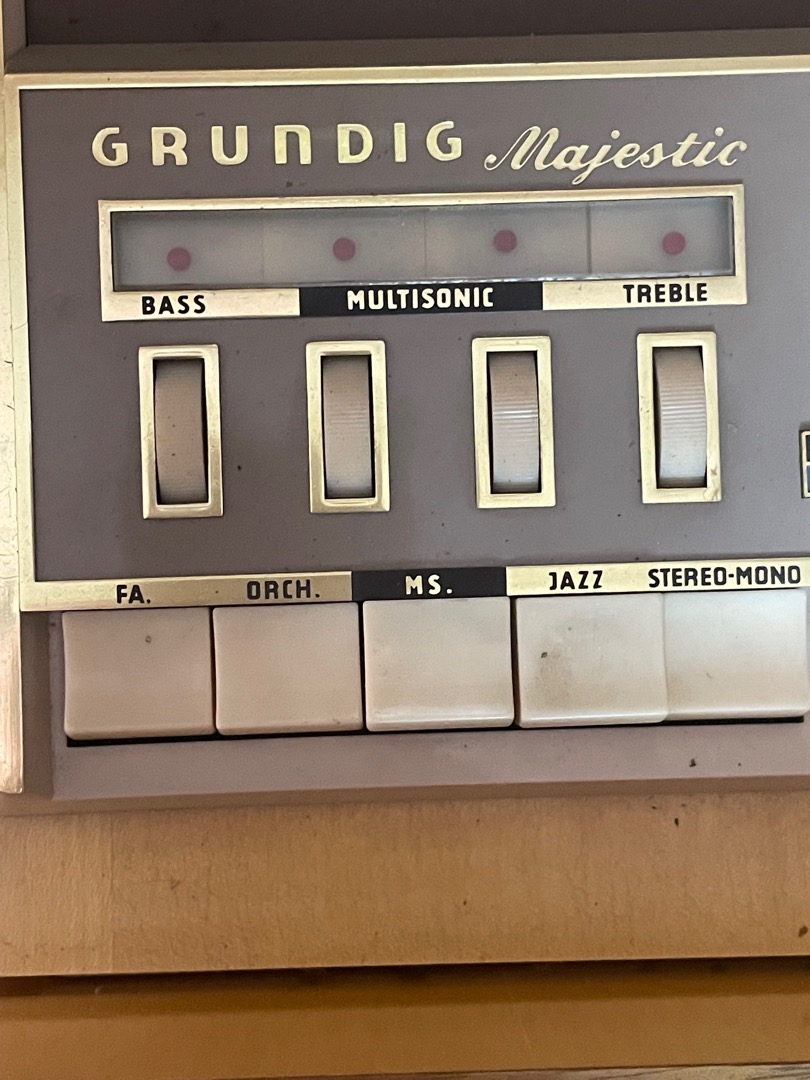 GRUNDIG Majestic
BASS MULTISONIC TREBLE
FA. ORCH. MS. JAZZ STEREO-MONO